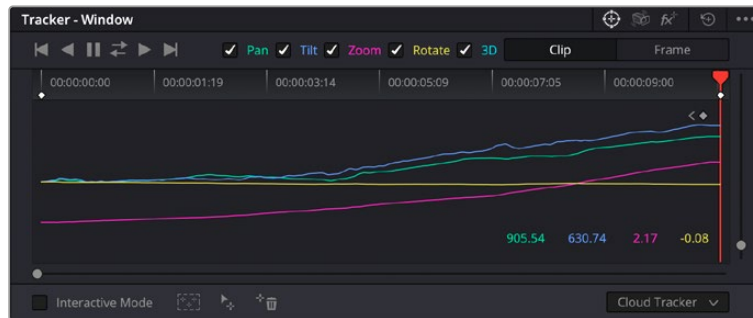 Tracker - Window
Pan Tilt Zoom Rotate 3D Clip Frame
00:00:00:00 00:00:01:19 00:00:03:14 00:00:05:09 00:00:07:05 00:00:09:00
905.54 630.74 2.17 -0.08
Interactive Mode Cloud Tracker